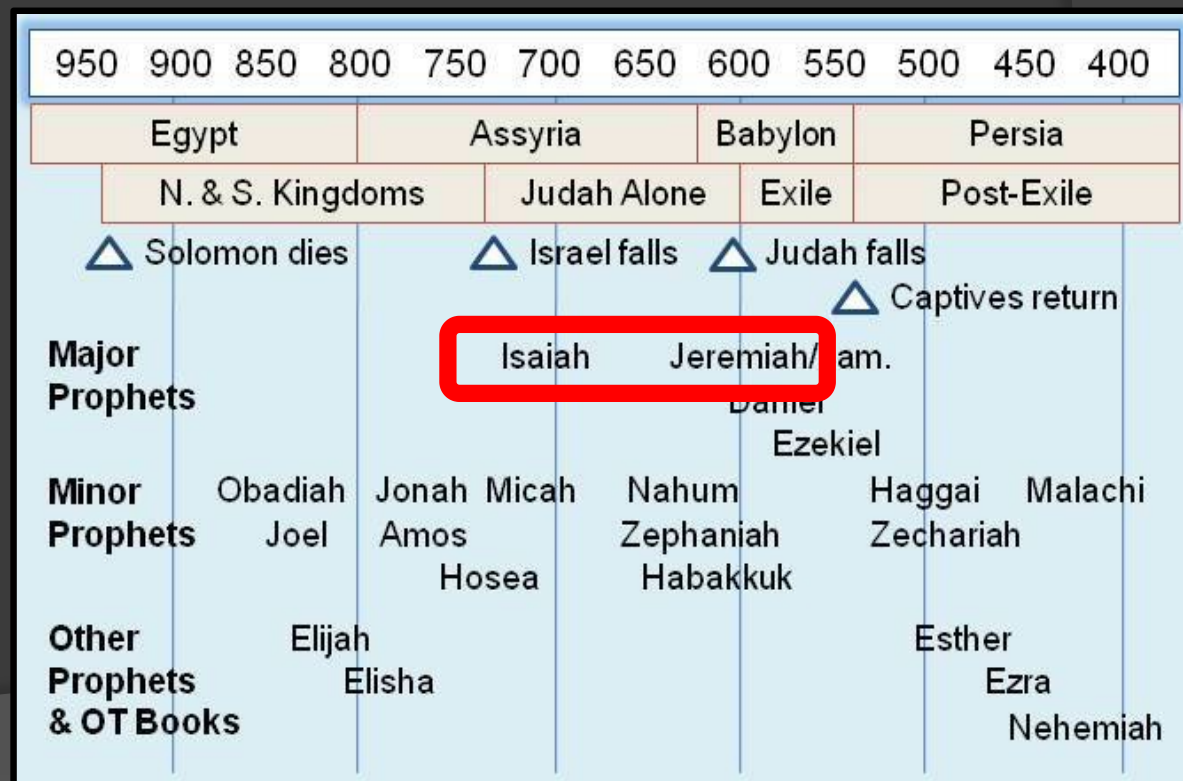 950 900 850 800 750 700 650 600 550 500 450 400
Egypt Assyria Babylon Persia
N. & S. Kingdoms Judah Alone Exile Post-Exile
Solomon dies Israel falls Judah falls
Captives return
Major Isaiah Jeremiah/ am.
Prophets
Daniel
Ezekiel
Minor Obadiah Jonah Micah Nahum Haggai Malachi
Prophets Joel Amos Zephaniah Zechariah
Hosea Habakkuk
Other Elijah Esther
Prophets Elisha Ezra
& OT Books Nehemiah